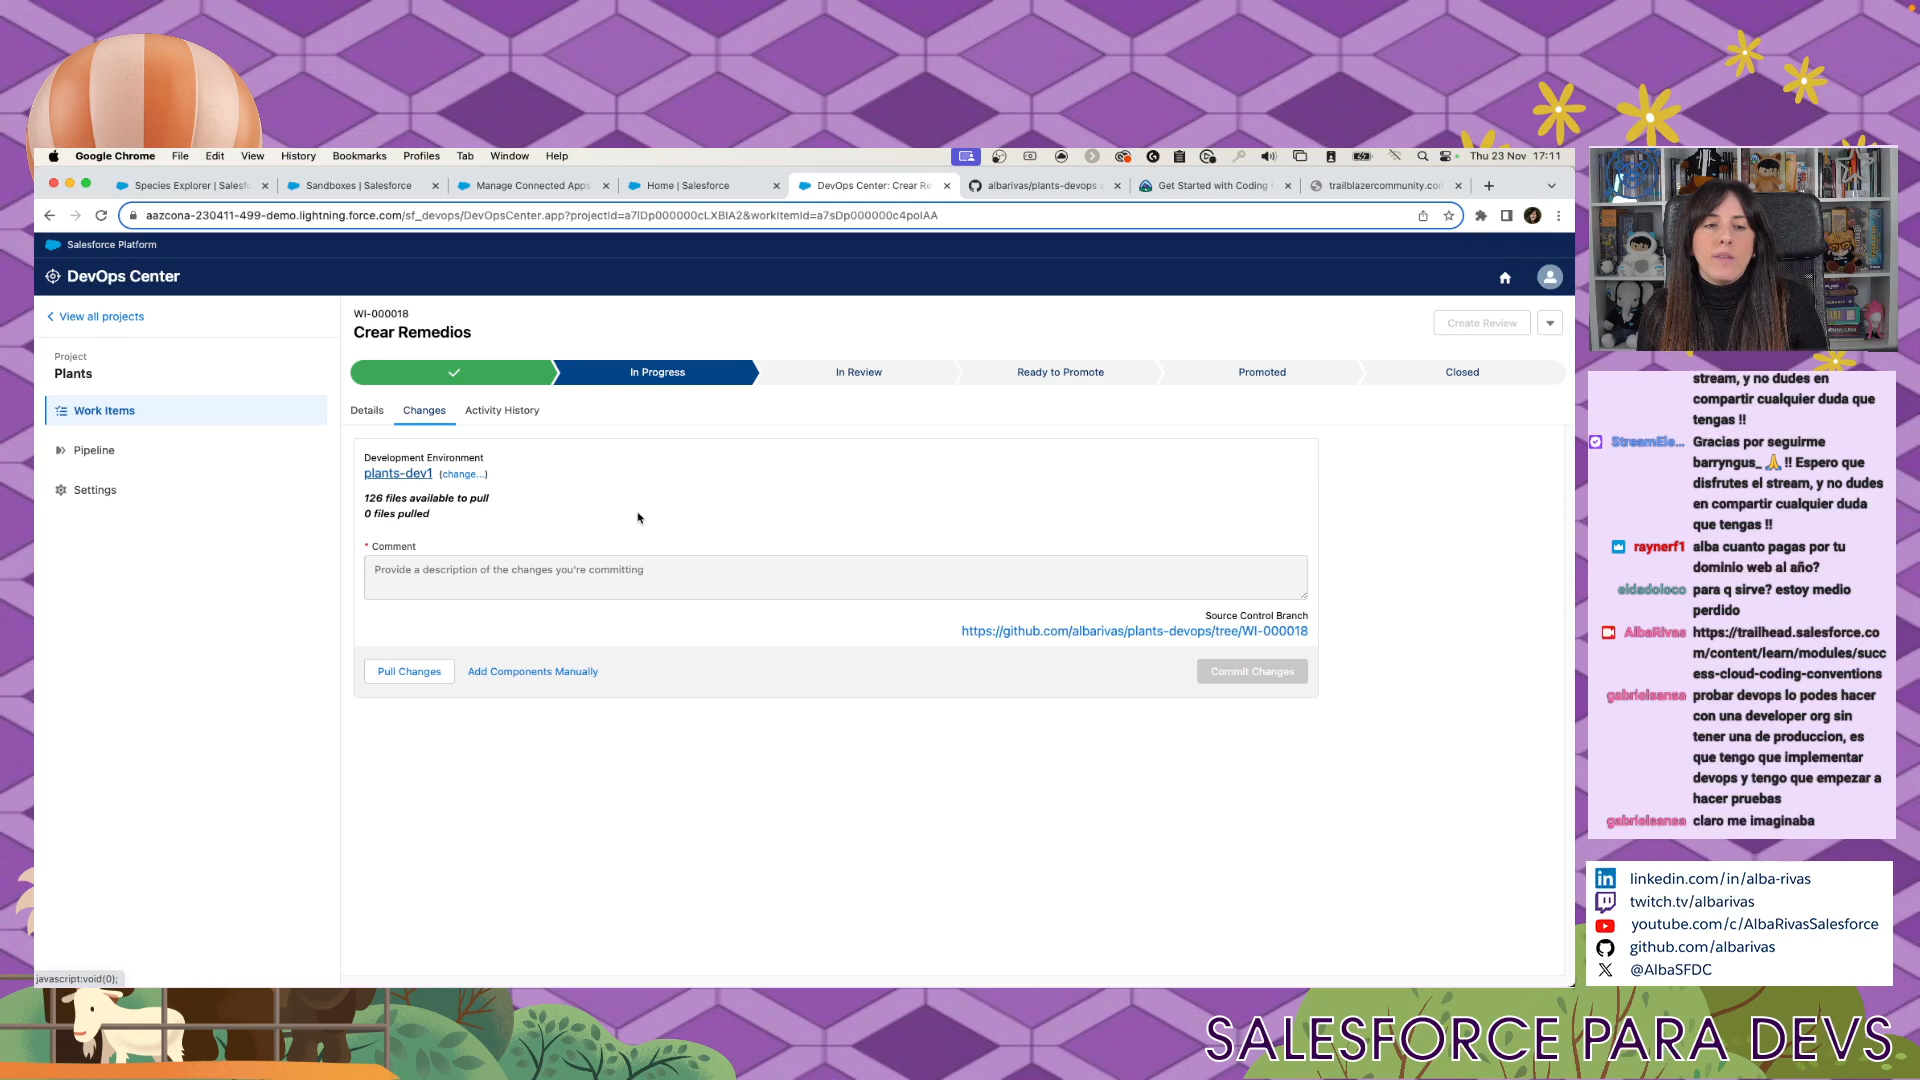 Google Chrome File Edit View History Bookmarks Profiles Tab Window Help Thu 23 Nov 17:11
Species Explorer | Salesf Sandboxes | Salesforce Manage Connected Apps Home | Salesforce DevOps Center: Crear Re albarivas/plants-devops Get Started with Coding trailblazercommunity.com
aazcona-230411-499-demo.lightning.force.com/sf_devops/DevOpsCenter.app?projectid=a7lDp000000cLXBIA2&workitemId=a7sDp000000c4polAA
Salesforce Platform
DevOps Center
View all projects
Project
Plants
Work Items
Pipeline
Settings
WI-000018
Crear Remedios
Create Review
In Progress In Review Ready to Promote Promoted Closed
Details Changes Activity History
Development Environment
plants-dev1 (change...)
126 files available to pull
0 files pulled
* Comment
Provide a description of the changes you're committing
Source Control Branch
https://github.com/albarivas/plants-devops/tree/WI-000018
Pull Changes Add Components Manually Commit Changes
javascript:void(0);
stream, y no dudes en
compartir cualquier duda que
tengas !!
StreamEle... Gracias por seguirme
barryngus_ 🙏 !! Espero que
disfrutes el stream, y no dudes
en compartir cualquier duda
que tengas !!
raynerf1 alba cuanto pagas por tu
dominio web al año?
eldadoloco para q sirve? estoy medio
perdido
AlbaRivas https://trailhead.salesforce.co
m/content/learn/modules/succ
ess-cloud-coding-conventions
gabrielsansa probar devops lo podes hacer
con una developer org sin
tener una de produccion, es
que tengo que implementar
devops y tengo que empezar a
hacer pruebas
gabrielsansa claro me imaginaba
linkedin.com/in/alba-rivas
twitch.tv/albarivas
youtube.com/c/AlbaRivasSalesforce
github.com/albarivas
@AlbaSFDC
SALESFORCE PARA DEVS